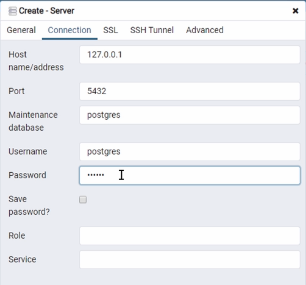 Create - Server
General Connection SSL SSH Tunnel Advanced
Host name/address 127.0.0.1
Port 5432
Maintenance database postgres
Username postgres
Password ••••••
Save password?
Role
Service